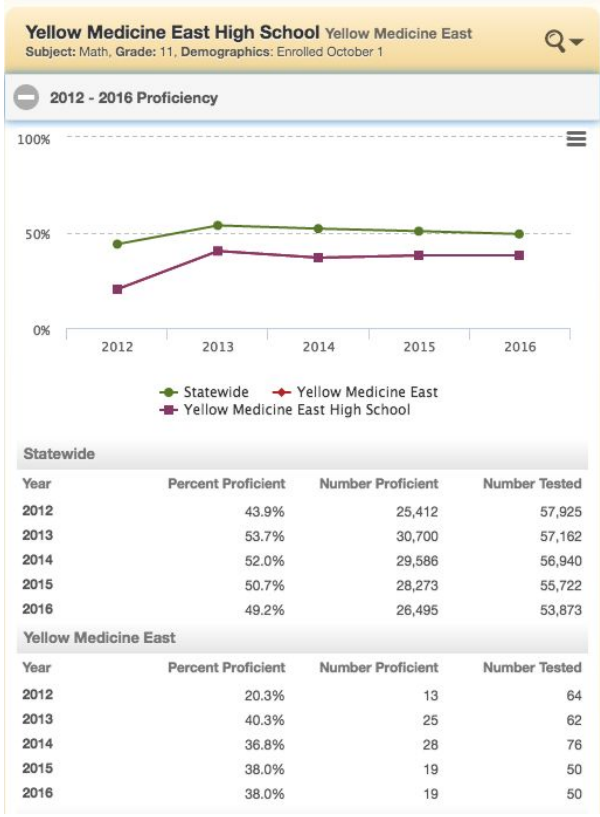 Yellow Medicine East High School Yellow Medicine East
Subject: Math, Grade: 11, Demographics: Enrolled October 1
2012 - 2016 Proficiency
100%
50%
0%
2012 2013 2014 2015 2016
Statewide Yellow Medicine East
Yellow Medicine East High School
Statewide
Year Percent Proficient Number Proficient Number Tested
2012 43.9% 25,412 57,925
2013 53.7% 30,700 57,162
2014 52.0% 29,586 56,940
2015 50.7% 28,273 55,722
2016 49.2% 26,495 53,873
Yellow Medicine East
Year Percent Proficient Number Proficient Number Tested
2012 20.3% 13 64
2013 40.3% 25 62
2014 36.8% 28 76
2015 38.0% 19 50
2016 38.0% 19 50